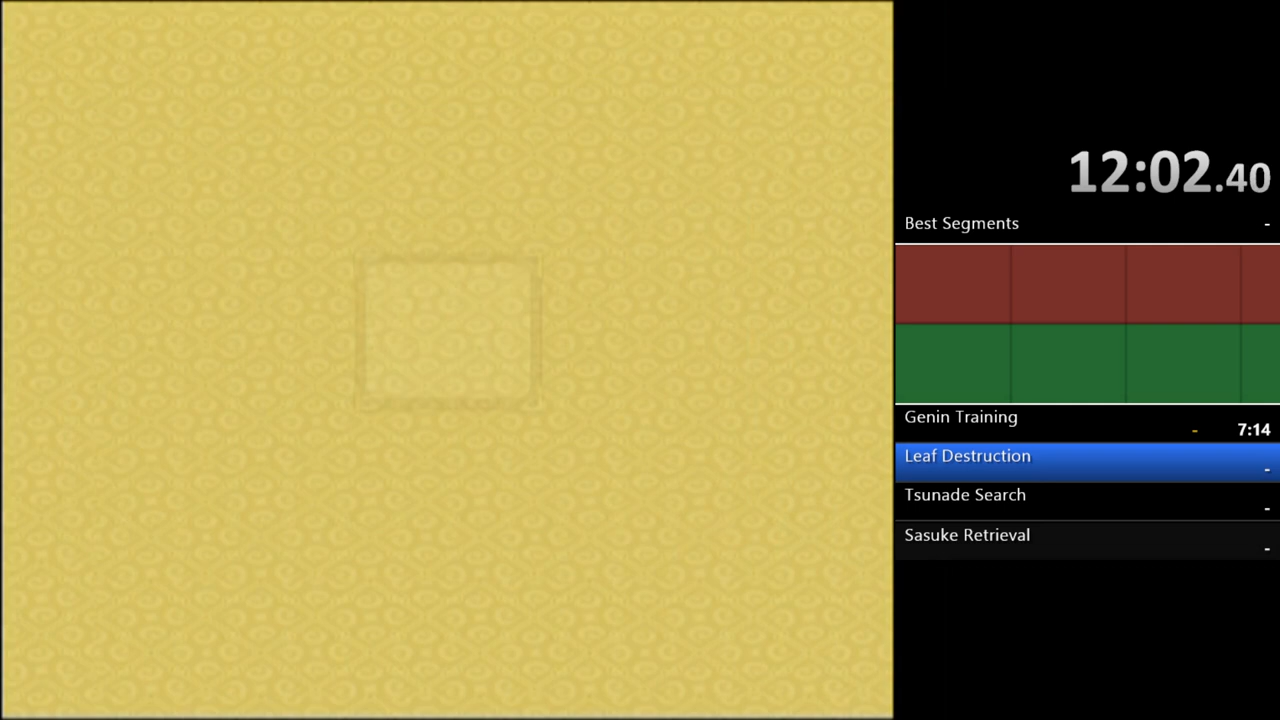 12:02.40
Best Segments -
Genin Training - 7:14
Leaf Destruction -
Tsunade Search -
Sasuke Retrieval -